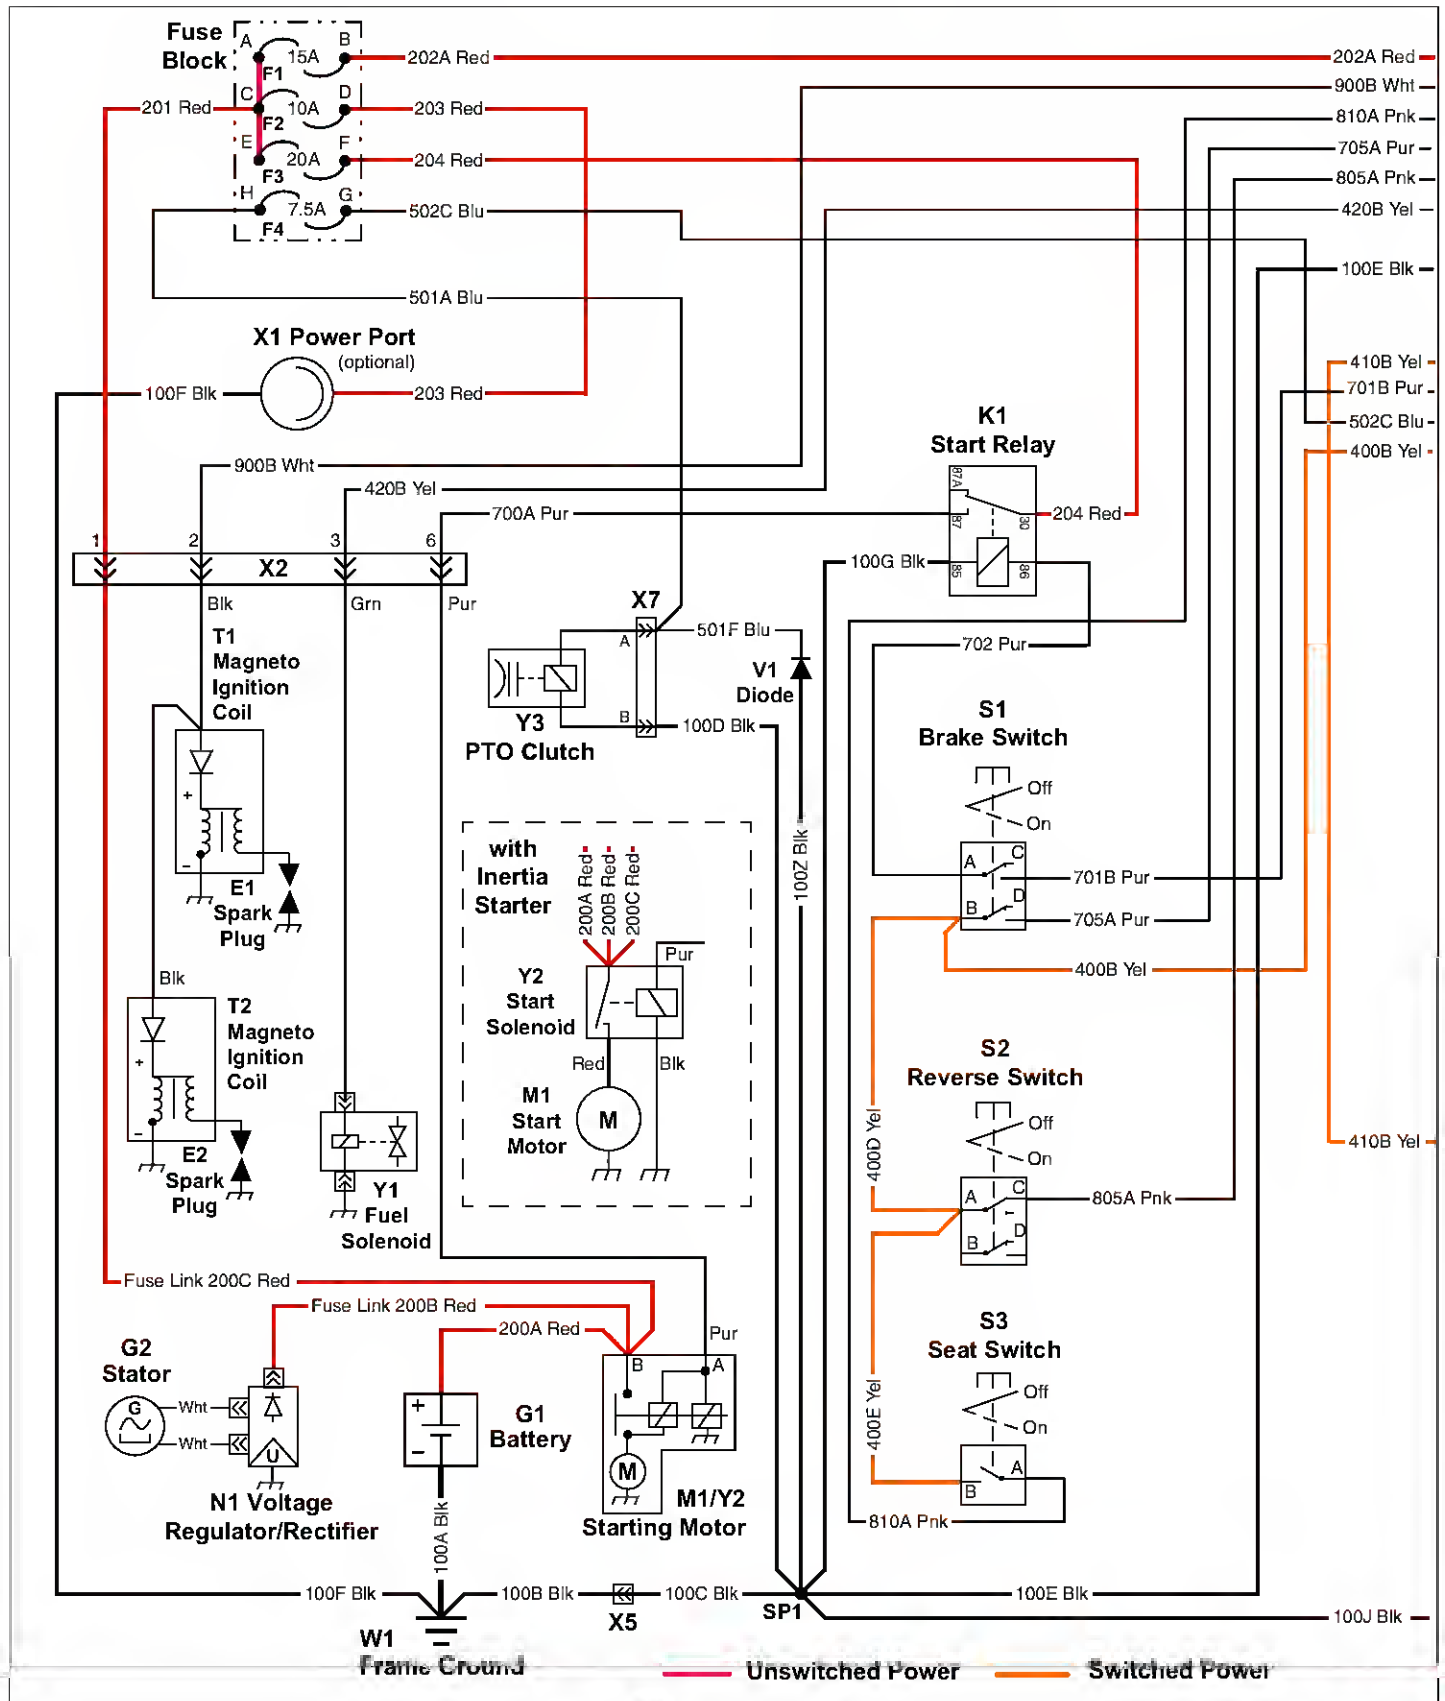 Fuse
Block
A
B
15A
F1
202A Red
202A Red
900B Wht
C
D
201 Red
10A
F2
203 Red
810A Pnk
E
F
20A
F3
204 Red
705A Pur
805A Pnk
H
G
7.5A
F4
502C Blu
420B Yel
100E Blk
501A Blu
X1 Power Port
(optional)
100F Blk
203 Red
410B Yel
701B Pur
502C Blu
400B Yel
K1
Start Relay
900B Wht
420B Yel
700A Pur
87A
87
30
204 Red
1
2
3
6
X2
100G Blk
85
86
Blk
Grn
Pur
X7
A
501F Blu
702 Pur
T1
Magneto
Ignition
Coil
V1
Diode
B
100D Blk
Y3
PTO Clutch
S1
Brake Switch
Off
On
+
-
100Z Blk
with
Inertia
Starter
200A Red
200B Red
200C Red
A
C
701B Pur
B
D
705A Pur
E1
Spark
Plug
Pur
400B Yel
Blk
T2
Magneto
Ignition
Coil
Y2
Start
Solenoid
+
-
Red
Blk
S2
Reverse Switch
Off
On
M1
Start
Motor
M
400D Yel
410B Yel
E2
Spark
Plug
A
C
805A Pnk
B
D
Y1
Fuel
Solenoid
Fuse Link 200C Red
Fuse Link 200B Red
200A Red
Pur
S3
Seat Switch
Off
On
G2
Stator
G
Wht
Wht
U
B
A
+
-
G1
Battery
400E Yel
A
B
M
N1 Voltage
Regulator/Rectifier
M1/Y2
Starting Motor
810A Pnk
100A Blk
100F Blk
100B Blk
X5
100C Blk
SP1
100E Blk
100J Blk
W1
Frame Ground
Unswitched Power
Switched Power